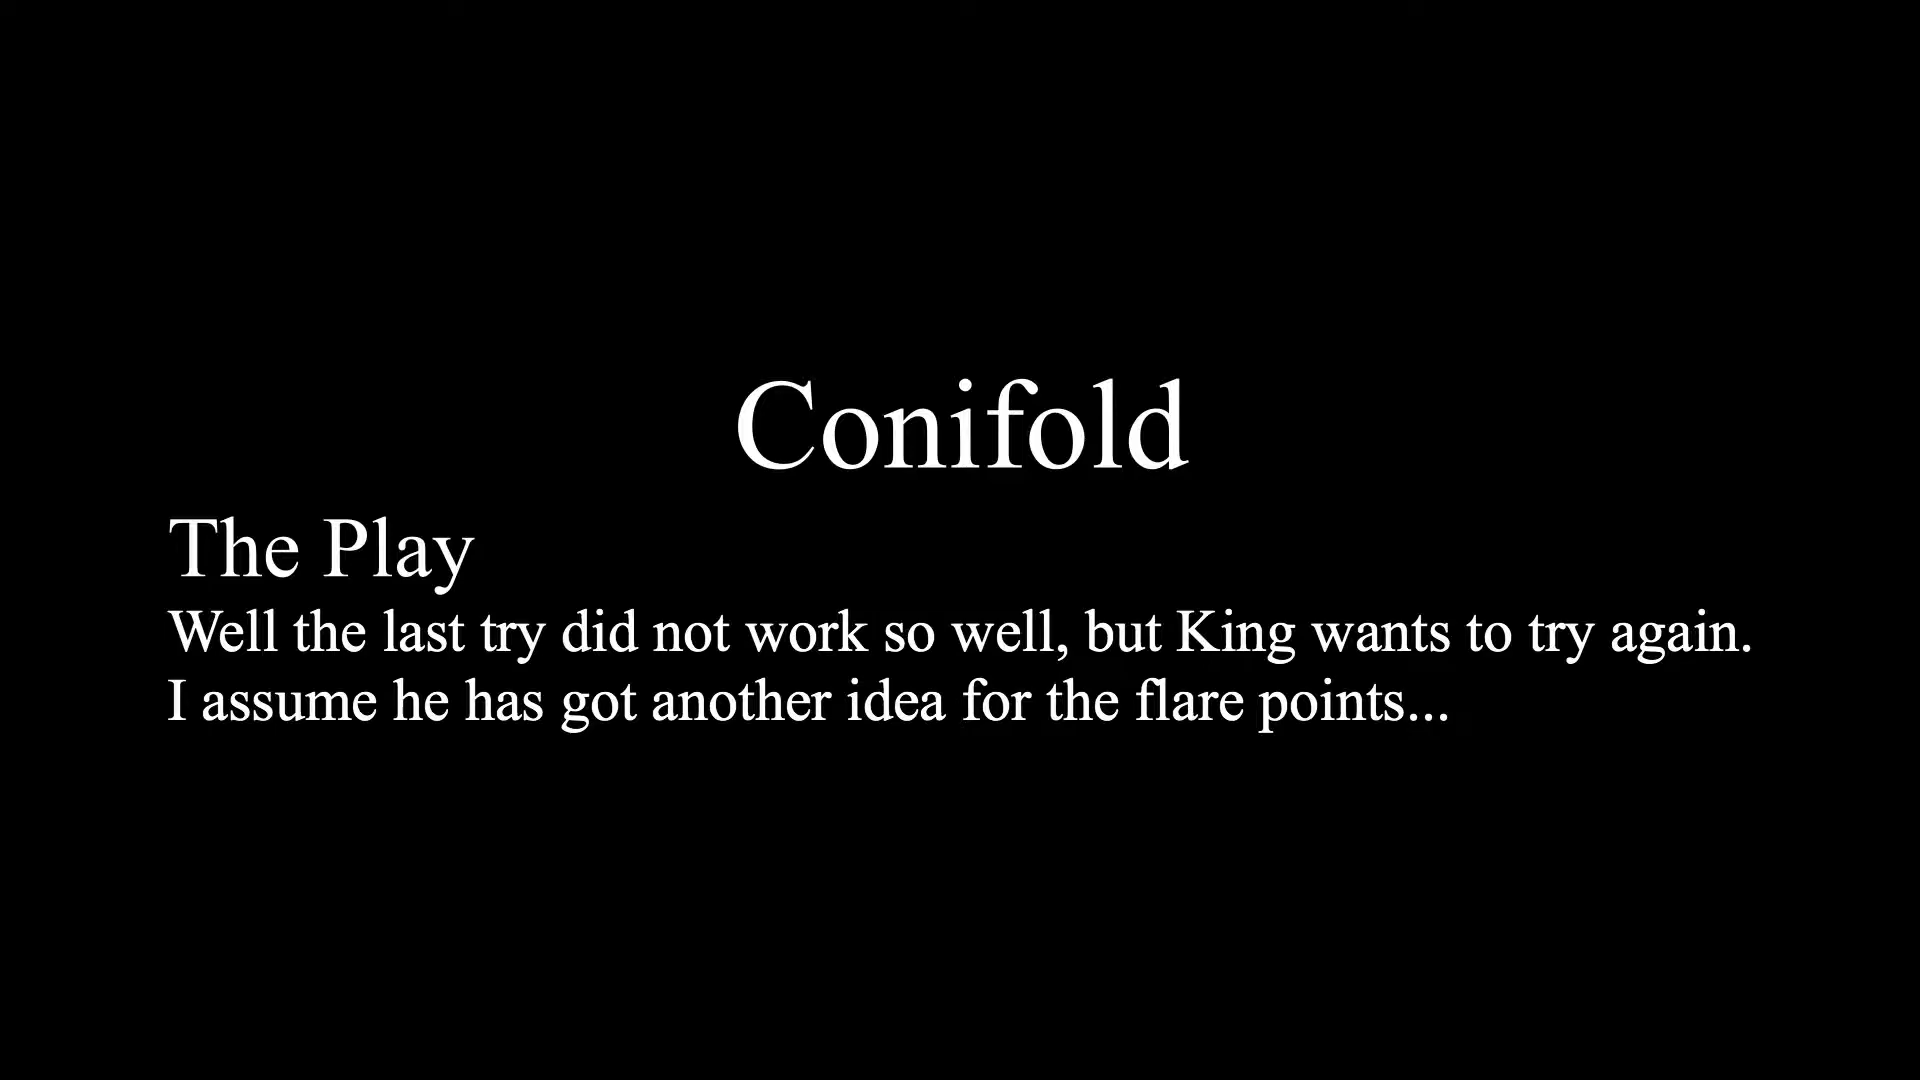 Conifold
The Play
Well the last try did not work so well, but King wants to try again.
I assume he has got another idea for the flare points...